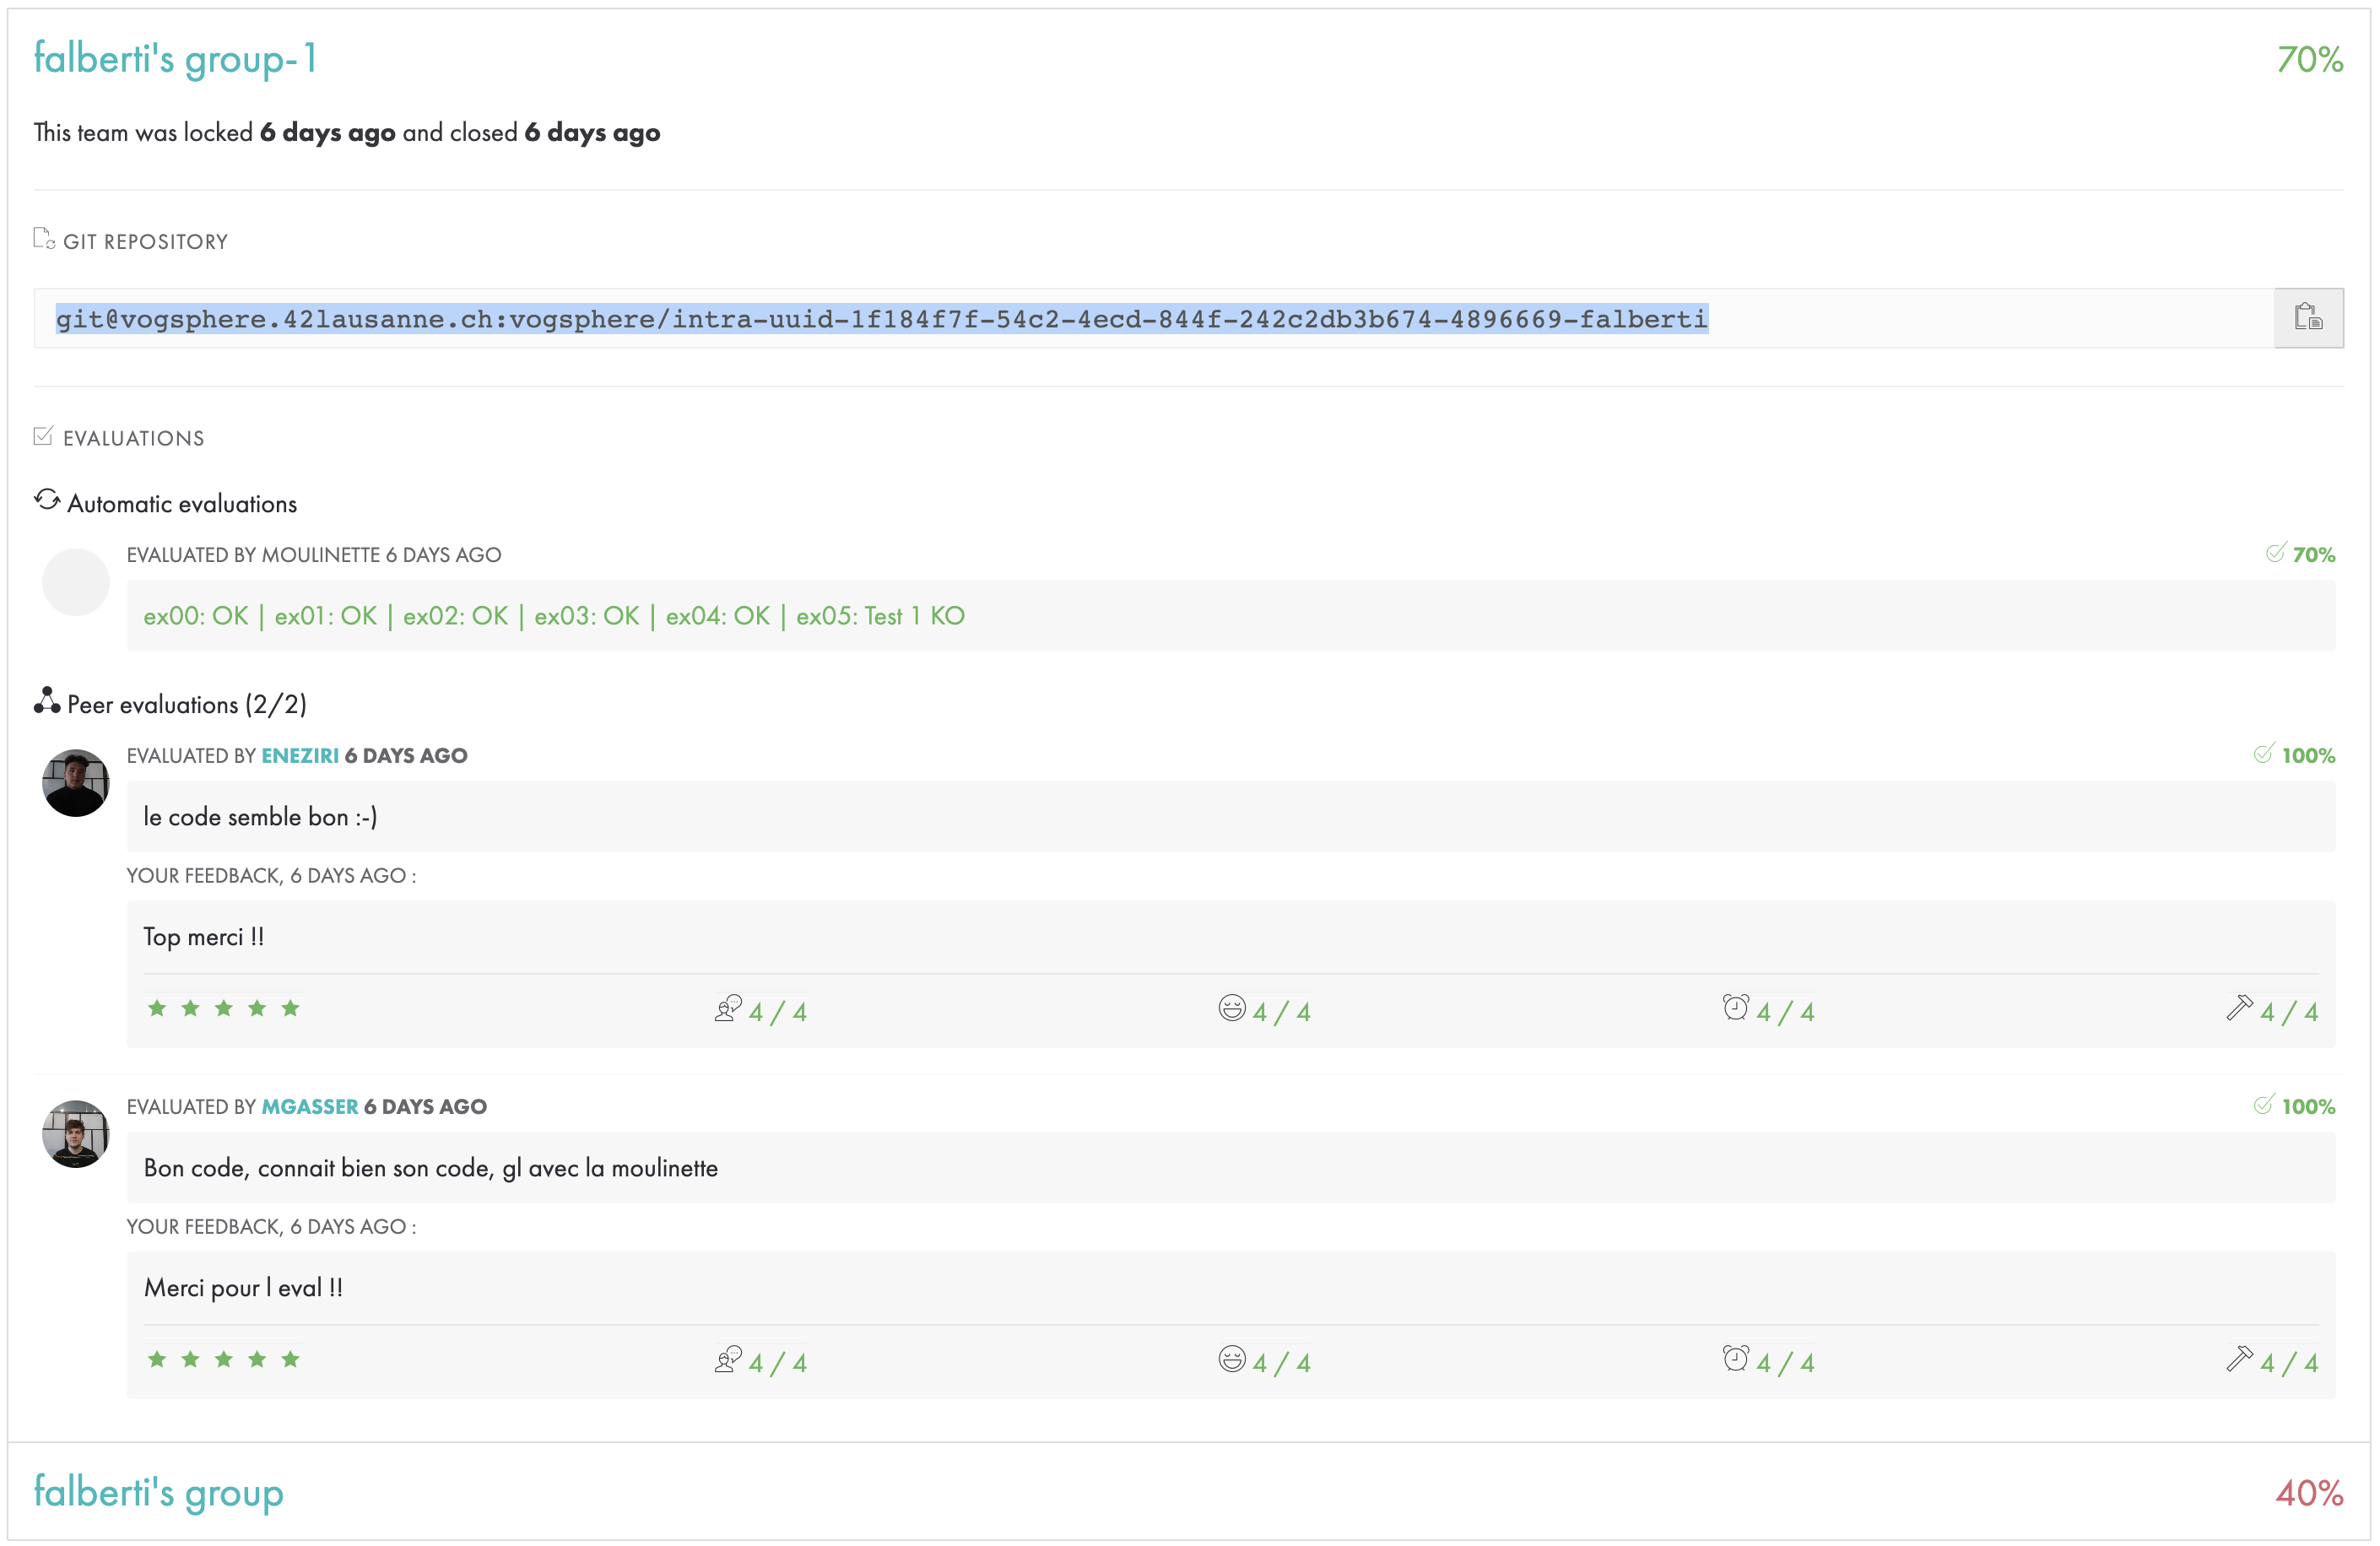 falberti's group-1
70%
This team was locked 6 days ago and closed 6 days ago
GIT REPOSITORY
git@vogsphere.42lausanne.ch:vogsphere/intra-uuid-1f184f7f-54c2-4ecd-844f-242c2db3b674-4896669-falberti
EVALUATIONS
Automatic evaluations
EVALUATED BY MOULINETTE 6 DAYS AGO
70%
ex00: OK | ex01: OK | ex02: OK | ex03: OK | ex04: OK | ex05: Test 1 KO
Peer evaluations (2/2)
EVALUATED BY ENEZIRI 6 DAYS AGO
100%
le code semble bon :-)
YOUR FEEDBACK, 6 DAYS AGO :
Top merci !!
4 / 4
4 / 4
4 / 4
4 / 4
EVALUATED BY MGASSER 6 DAYS AGO
100%
Bon code, connait bien son code, gl avec la moulinette
YOUR FEEDBACK, 6 DAYS AGO :
Merci pour l eval !!
4 / 4
4 / 4
4 / 4
4 / 4
falberti's group
40%